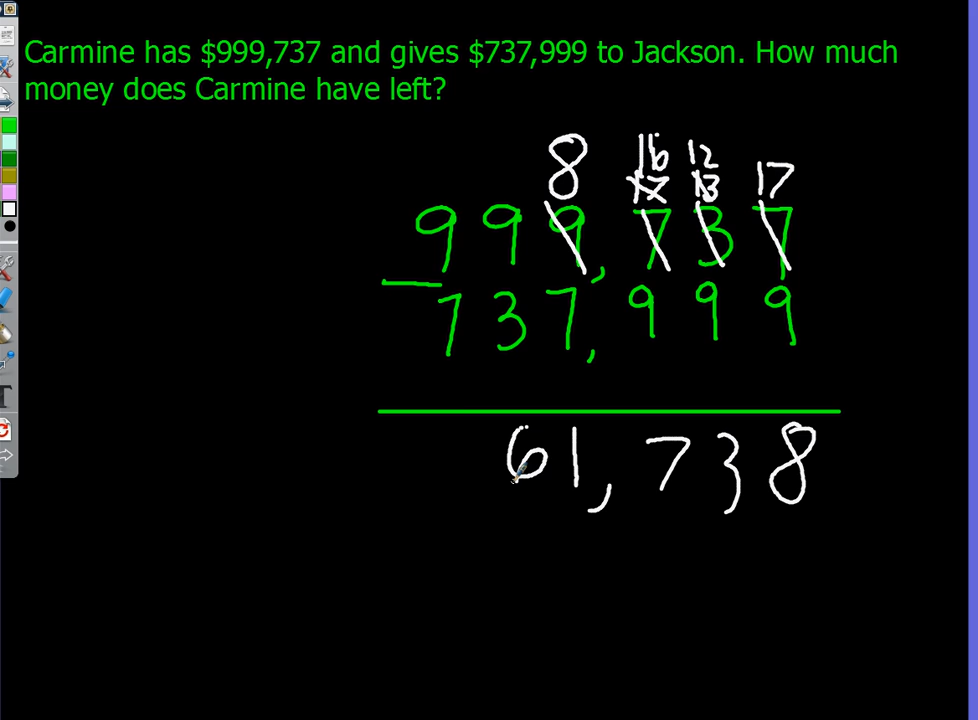 Carmine has $999,737 and gives $737,999 to Jackson. How much
money does Carmine have left?
8 16 12
17 13 17
999,737
— 737,999
61,738